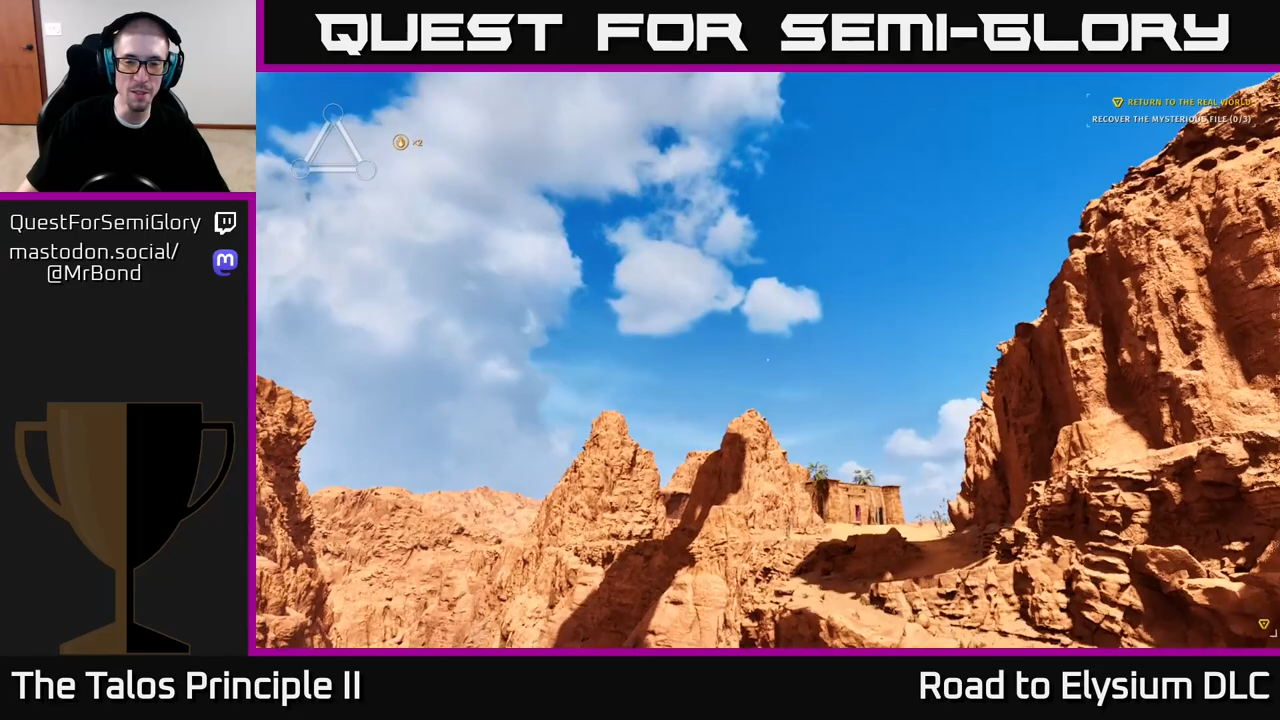 QUEST FOR SEMI-GLORY
RETURN TO THE REAL WORLD
RECOVER THE MYSTERIOUS FILE (0/3)
×2
QuestForSemiGlory
mastodon.social/
@MrBond
The Talos Principle II
Road to Elysium DLC